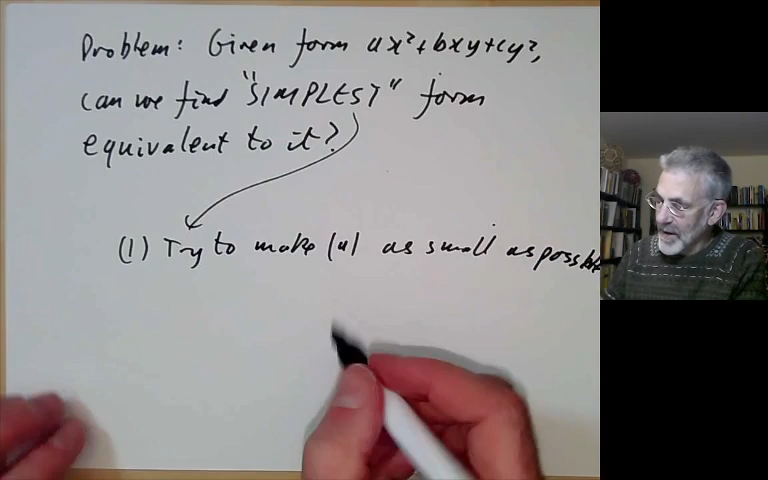 Problem: Given form ax²+bxy+cy²,
can we find "SIMPLEST" form
equivalent to it?
(1) Try to make |a| as small as possible